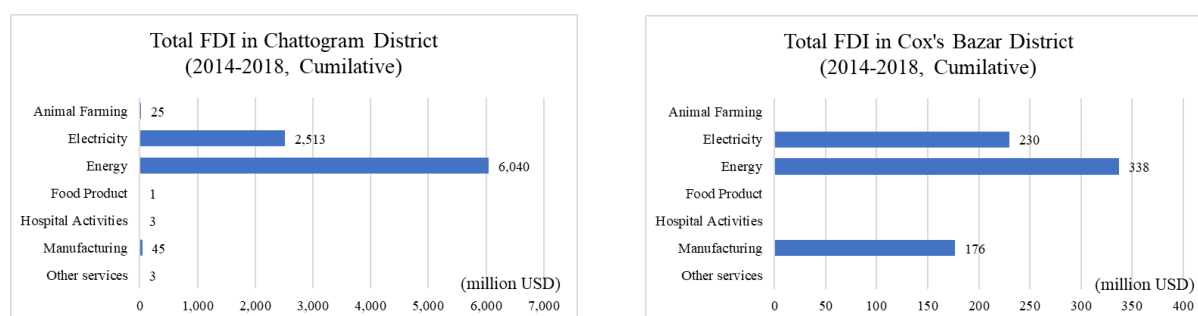 Total FDI in Chattogram District
(2014-2018, Cumilative)
Animal Farming 25
Electricity 2,513
Energy 6,040
Food Product 1
Hospital Activities 3
Manufacturing 45
Other services 3
(million USD)
0 1,000 2,000 3,000 4,000 5,000 6,000 7,000
Total FDI in Cox's Bazar District
(2014-2018, Cumilative)
Animal Farming
Electricity 230
Energy 338
Food Product
Hospital Activities
Manufacturing 176
Other services
(million USD)
0 50 100 150 200 250 300 350 400